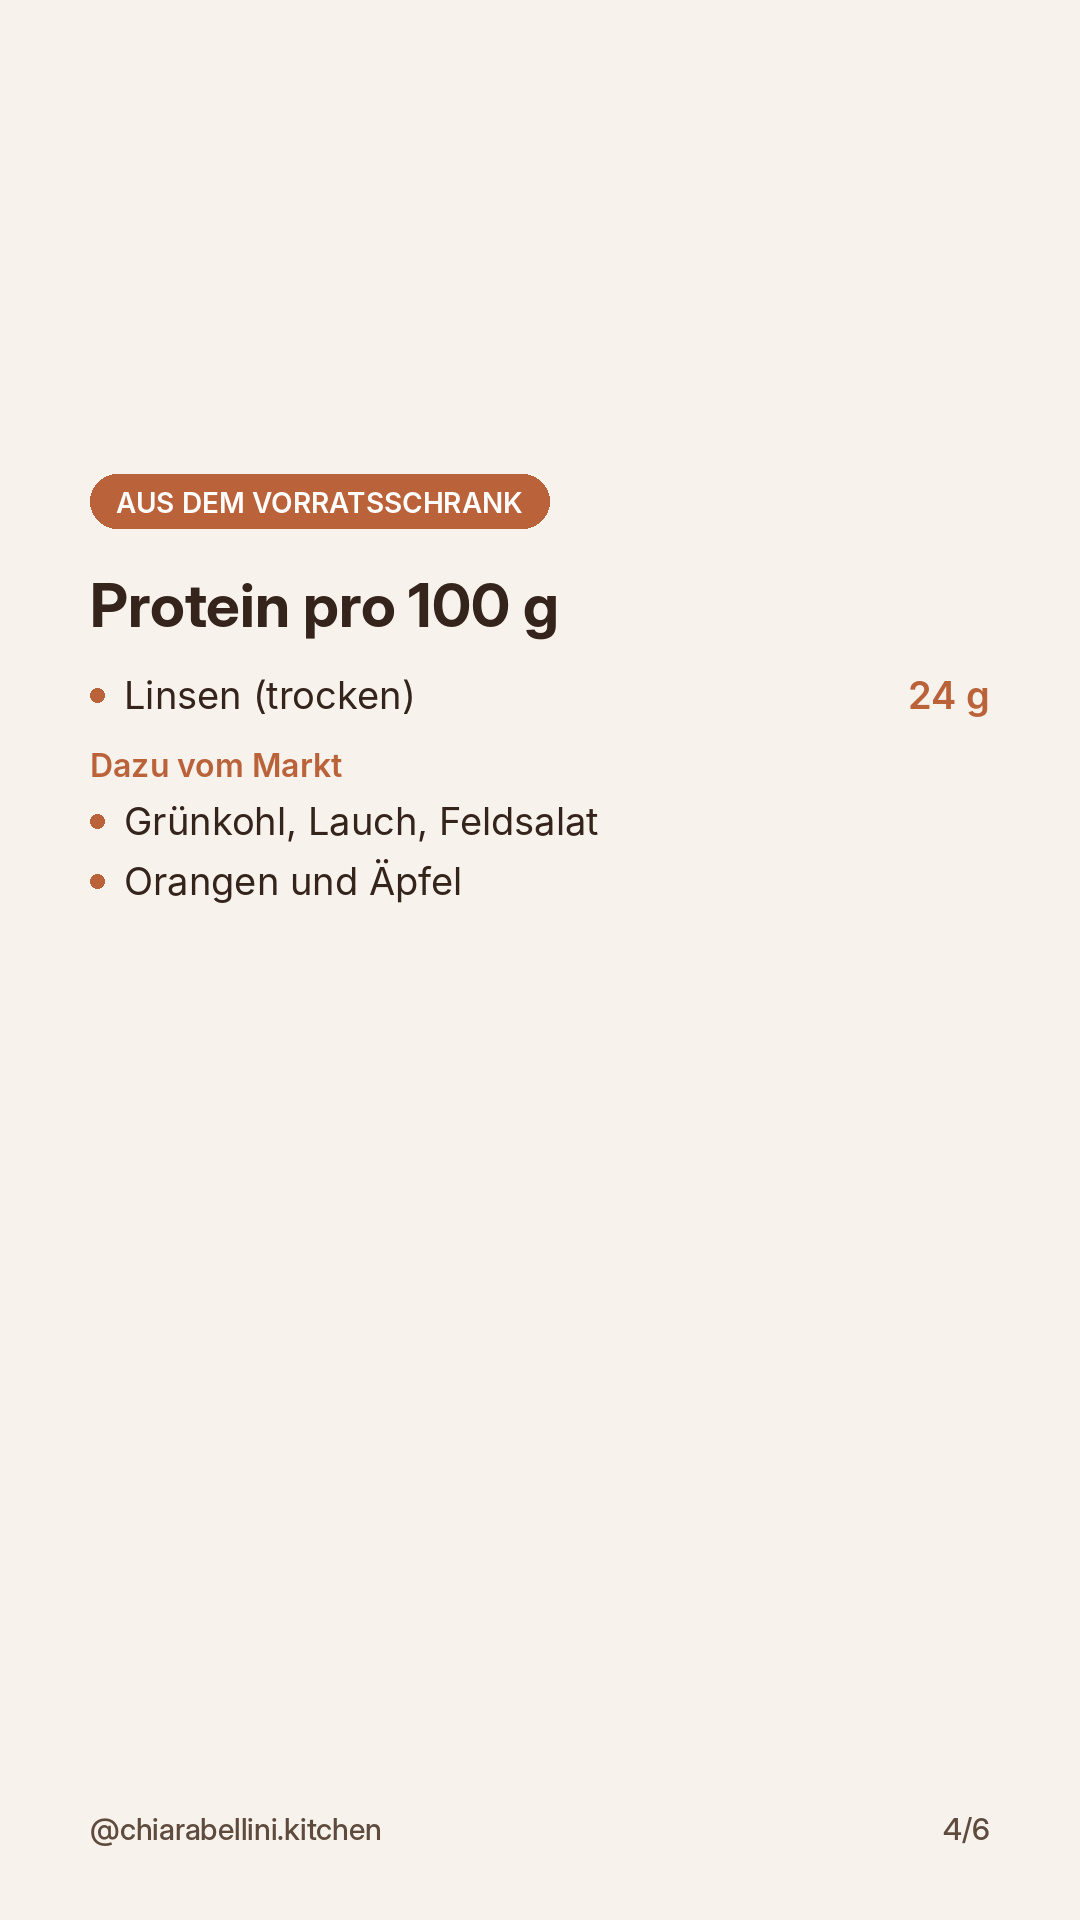 AUS DEM VORRATSSCHRANK
Protein pro 100 g
Linsen (trocken) 24 g
Dazu vom Markt
Grünkohl, Lauch, Feldsalat
Orangen und Äpfel
@chiarabellini.kitchen 4/6